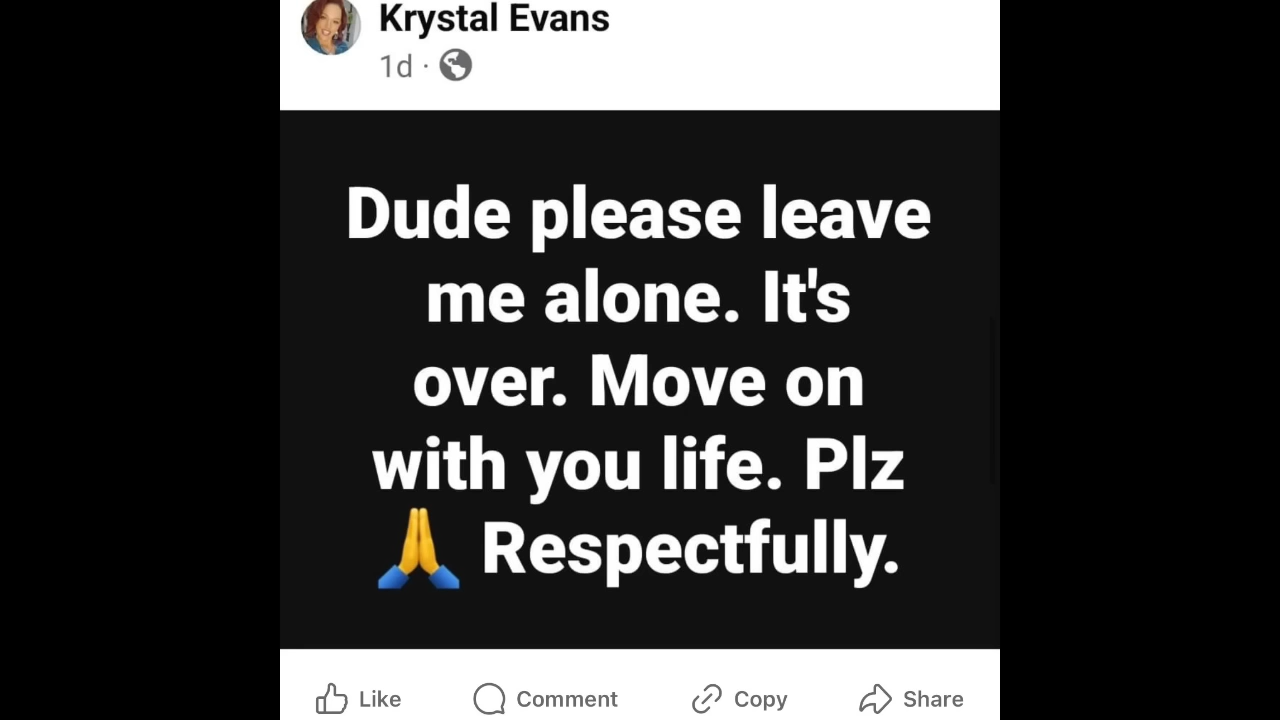 Krystal Evans
1d ·
Dude please leave
me alone. It's
over. Move on
with you life. Plz
🙏 Respectfully.
Like Comment Copy Share